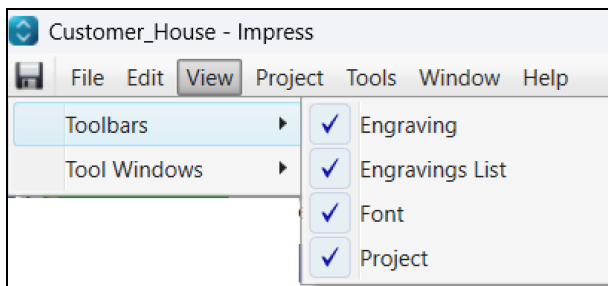 Customer_House - Impress
File Edit View Project Tools Window Help
Toolbars
Engraving
Tool Windows
Engravings List
Font
Project